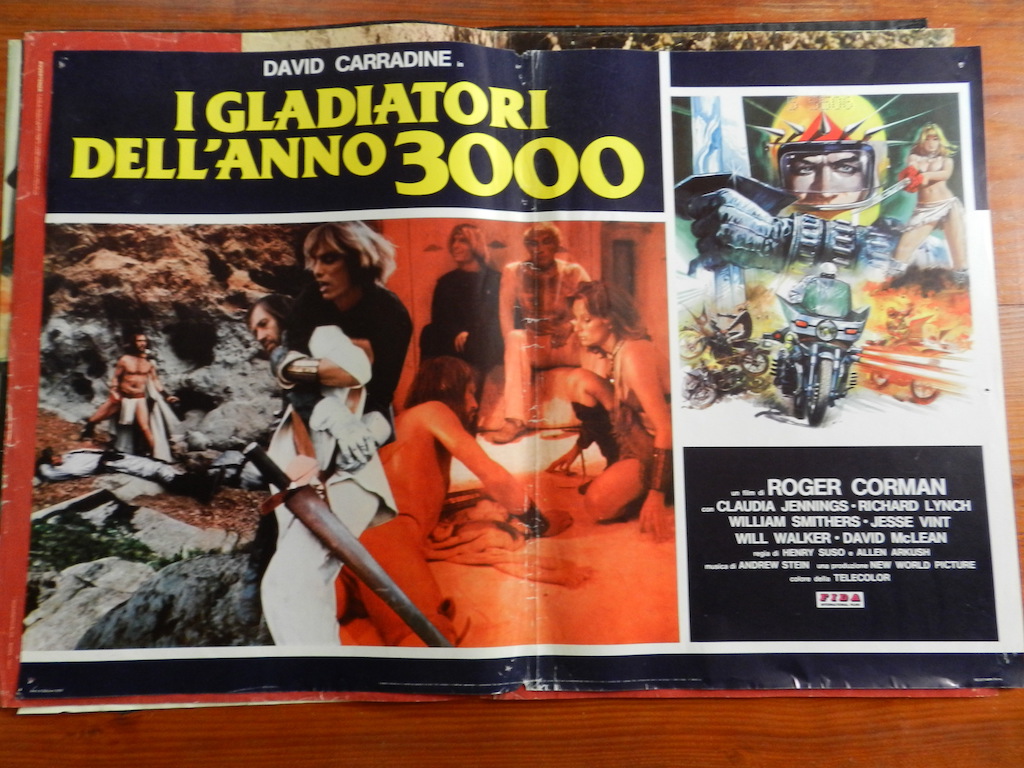 DAVID CARRADINE in
I GLADIATORI
DELL'ANNO 3000
un film di ROGER CORMAN
con CLAUDIA JENNINGS • RICHARD LYNCH
WILLIAM SMITHERS • JESSE VINT
WILL WALKER • DAVID McLEAN
regia di HENRY SUSO e ALLEN ARKUSH
musica di ANDREW STEIN una produzione NEW WORLD PICTURE
colore della TELECOLOR
FIDA
INTERNATIONAL FILMS